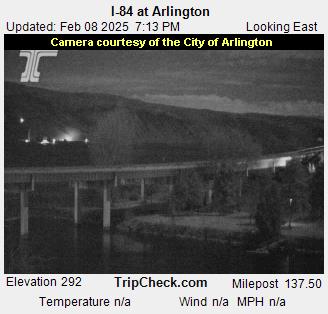 I-84 at Arlington
Updated: Feb 08 2025 7:13 PM Looking East
Camera courtesy of the City of Arlington
Elevation 292 TripCheck.com Milepost 137.50
Temperature n/a Wind n/a MPH n/a